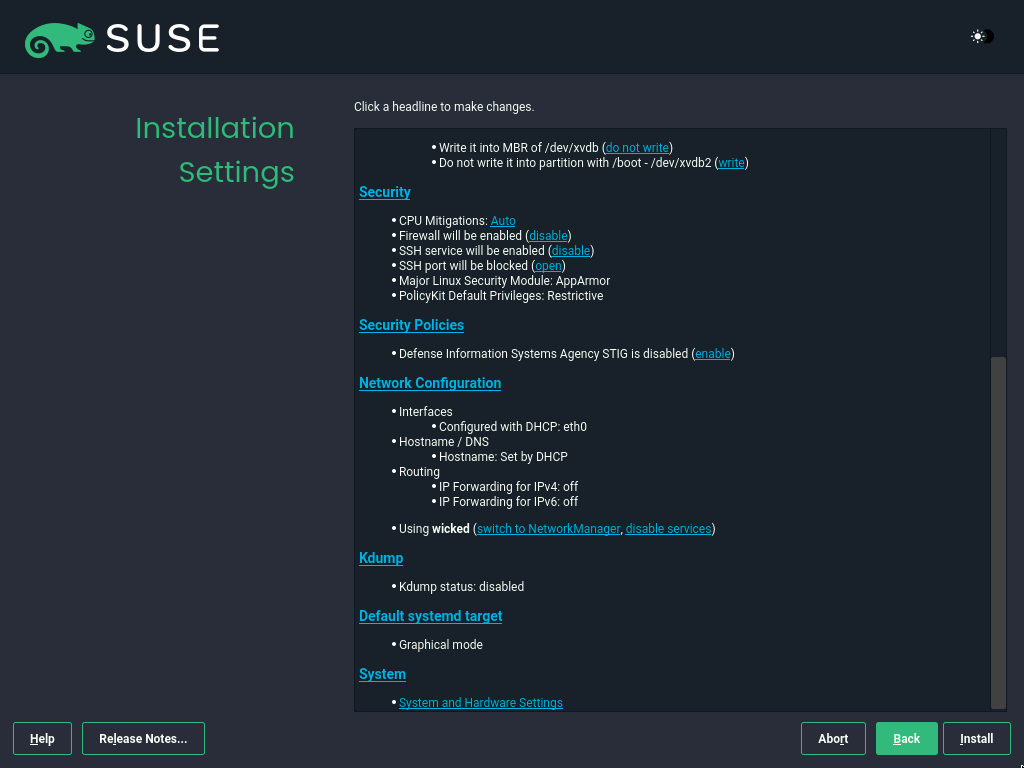 SUSE
Installation
Settings
Click a headline to make changes.
• Write it into MBR of /dev/xvdb (do not write)
• Do not write it into partition with /boot - /dev/xvdb2 (write)
Security
• CPU Mitigations: Auto
• Firewall will be enabled (disable)
• SSH service will be enabled (disable)
• SSH port will be blocked (open)
• Major Linux Security Module: AppArmor
• PolicyKit Default Privileges: Restrictive
Security Policies
• Defense Information Systems Agency STIG is disabled (enable)
Network Configuration
• Interfaces
• Configured with DHCP: eth0
• Hostname / DNS
• Hostname: Set by DHCP
• Routing
• IP Forwarding for IPv4: off
• IP Forwarding for IPv6: off
• Using wicked (switch to NetworkManager, disable services)
Kdump
• Kdump status: disabled
Default systemd target
• Graphical mode
System
• System and Hardware Settings
Help
Release Notes...
Abort
Back
Install